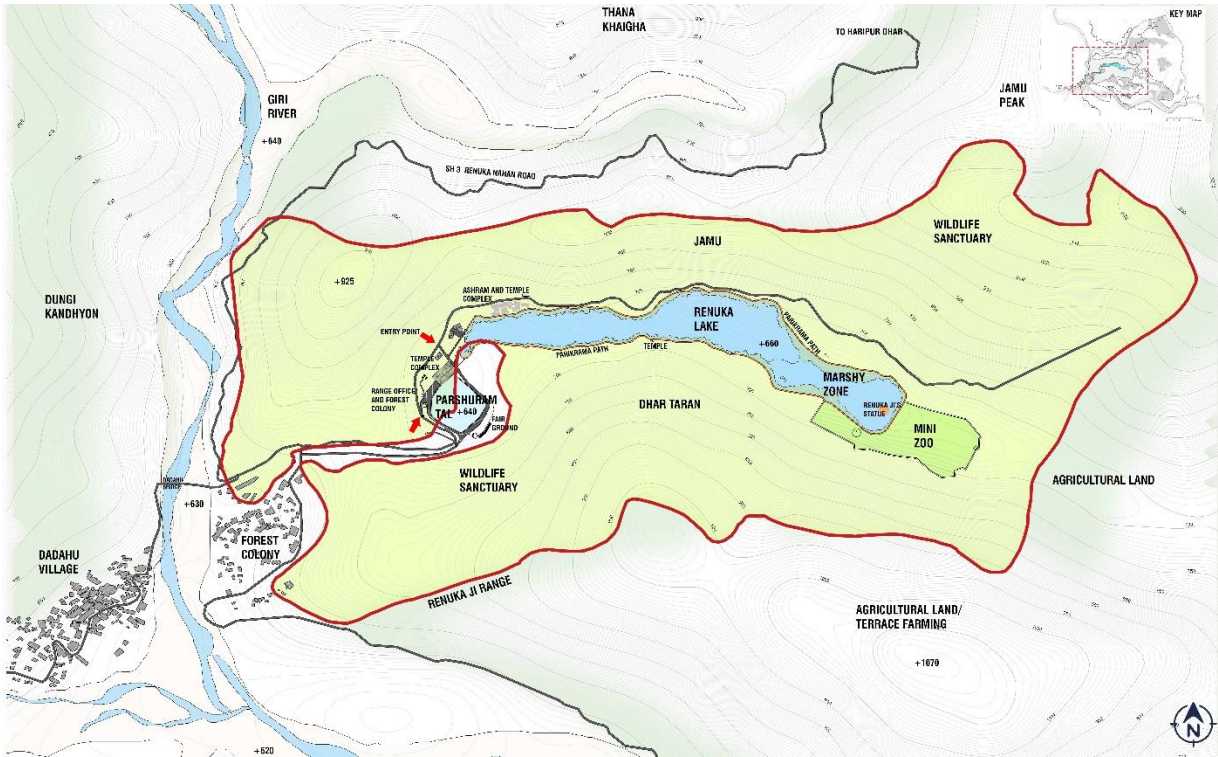 THANA
KHAIGHA
KEY MAP
TO HARIPUR DHAR
JAMU
PEAK
GIRI
RIVER
+640
SH 3 RENUKA NAHAN ROAD
WILDLIFE
SANCTUARY
JAMU
+925
ASHRAM AND TEMPLE
COMPLEX
DUNGI
KANDHYON
RENUKA
LAKE
ENTRY POINT
PARIKRAMA PATH
+660
PARIKRAMA PATH
TEMPLE
TEMPLE
COMPLEX
MARSHY
ZONE
RANGE OFFICE
AND FOREST
COLONY
PARSHURAM
TAL
+640
DHAR TARAN
RENUKA JI'S
STATUE
FAIR
GROUND
MINI
ZOO
WILDLIFE
SANCTUARY
AGRICULTURAL LAND
DADAHU
BRIDGE
+630
FOREST
COLONY
DADAHU
VILLAGE
RENUKA JI RANGE
AGRICULTURAL LAND/
TERRACE FARMING
+1070
+620
N